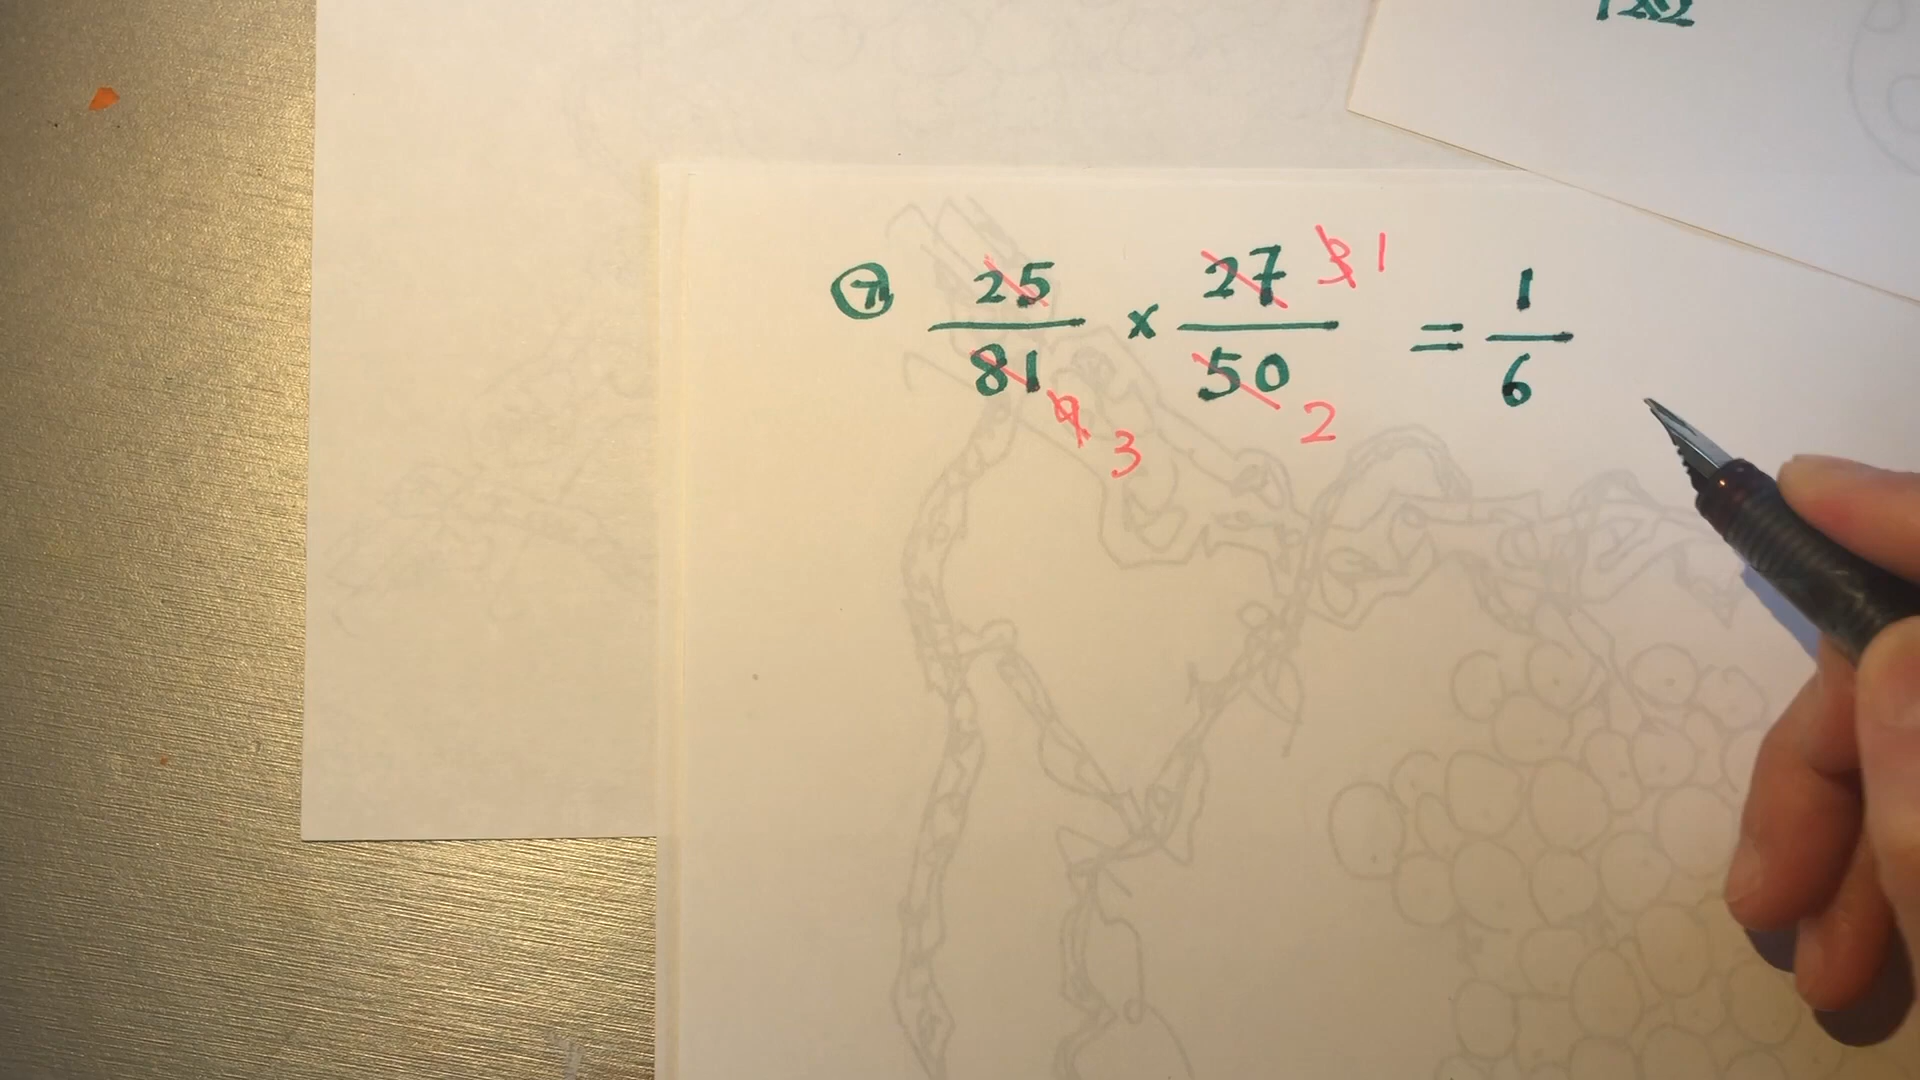 ⑦ 25/81 × 27/50 = 1/6
3 1
9 3
2